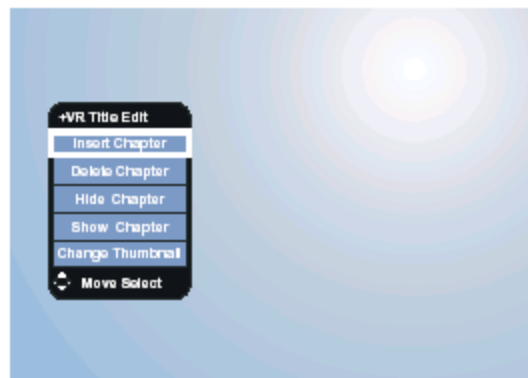 +VR Title Edit
Insert Chapter
Delete Chapter
Hide Chapter
Show Chapter
Change Thumbnail
Move Select